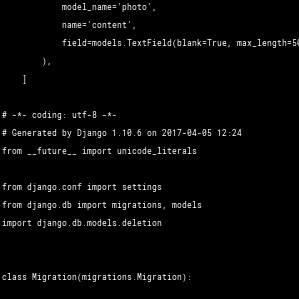 model_name='photo',
name='content',
field=models.TextField(blank=True,
),
]
# -*- coding: utf-8 -*-
# Generated by Django 1.10.6 on 2017-04-05 12:24
from __future__ import unicode_literals
from django.conf import settings
from django.db import migrations, models
import django.db.models.deletion
class Migration(migrations.Migration):